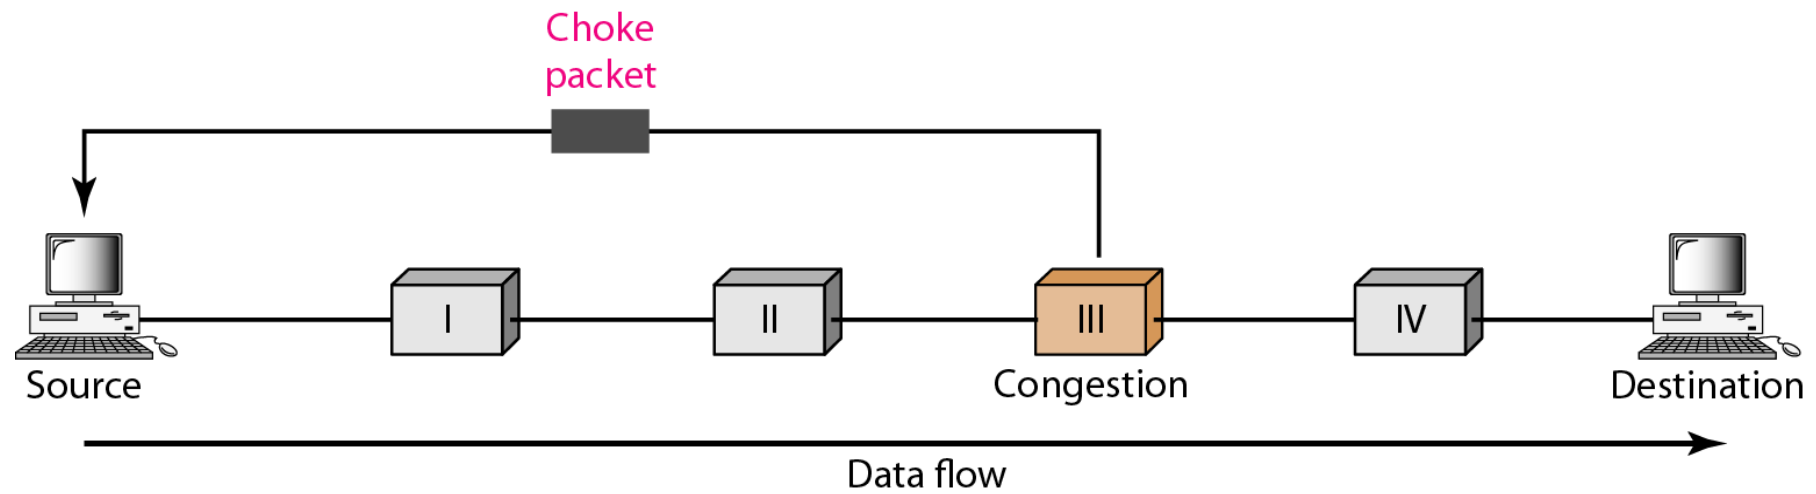 Choke
packet
I
II
III
IV
Source
Congestion
Destination
Data flow